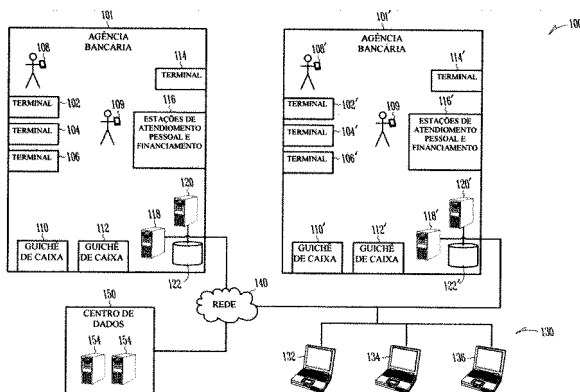 100
101
AGÊNCIA
BANCÁRIA
108
114
TERMINAL
TERMINAL
102
109
116
ESTAÇÕES DE
ATENDIOMENTO
PESSOAL E
FINANCIAMENTO
TERMINAL
104
TERMINAL
106
120
118
110
GUICHÊ
DE CAIXA
112
GUICHÊ
DE CAIXA
122
101'
AGÊNCIA
BANCÁRIA
108'
114'
TERMINAL
TERMINAL
102'
109
116'
ESTAÇÕES DE
ATENDIOMENTO
PESSOAL E
FINANCIAMENTO
TERMINAL
104'
TERMINAL
106'
120'
118'
110'
GUICHÊ
DE CAIXA
112'
GUICHÊ
DE CAIXA
122'
140
REDE
150
CENTRO DE
DADOS
154
154
130
132
134
136